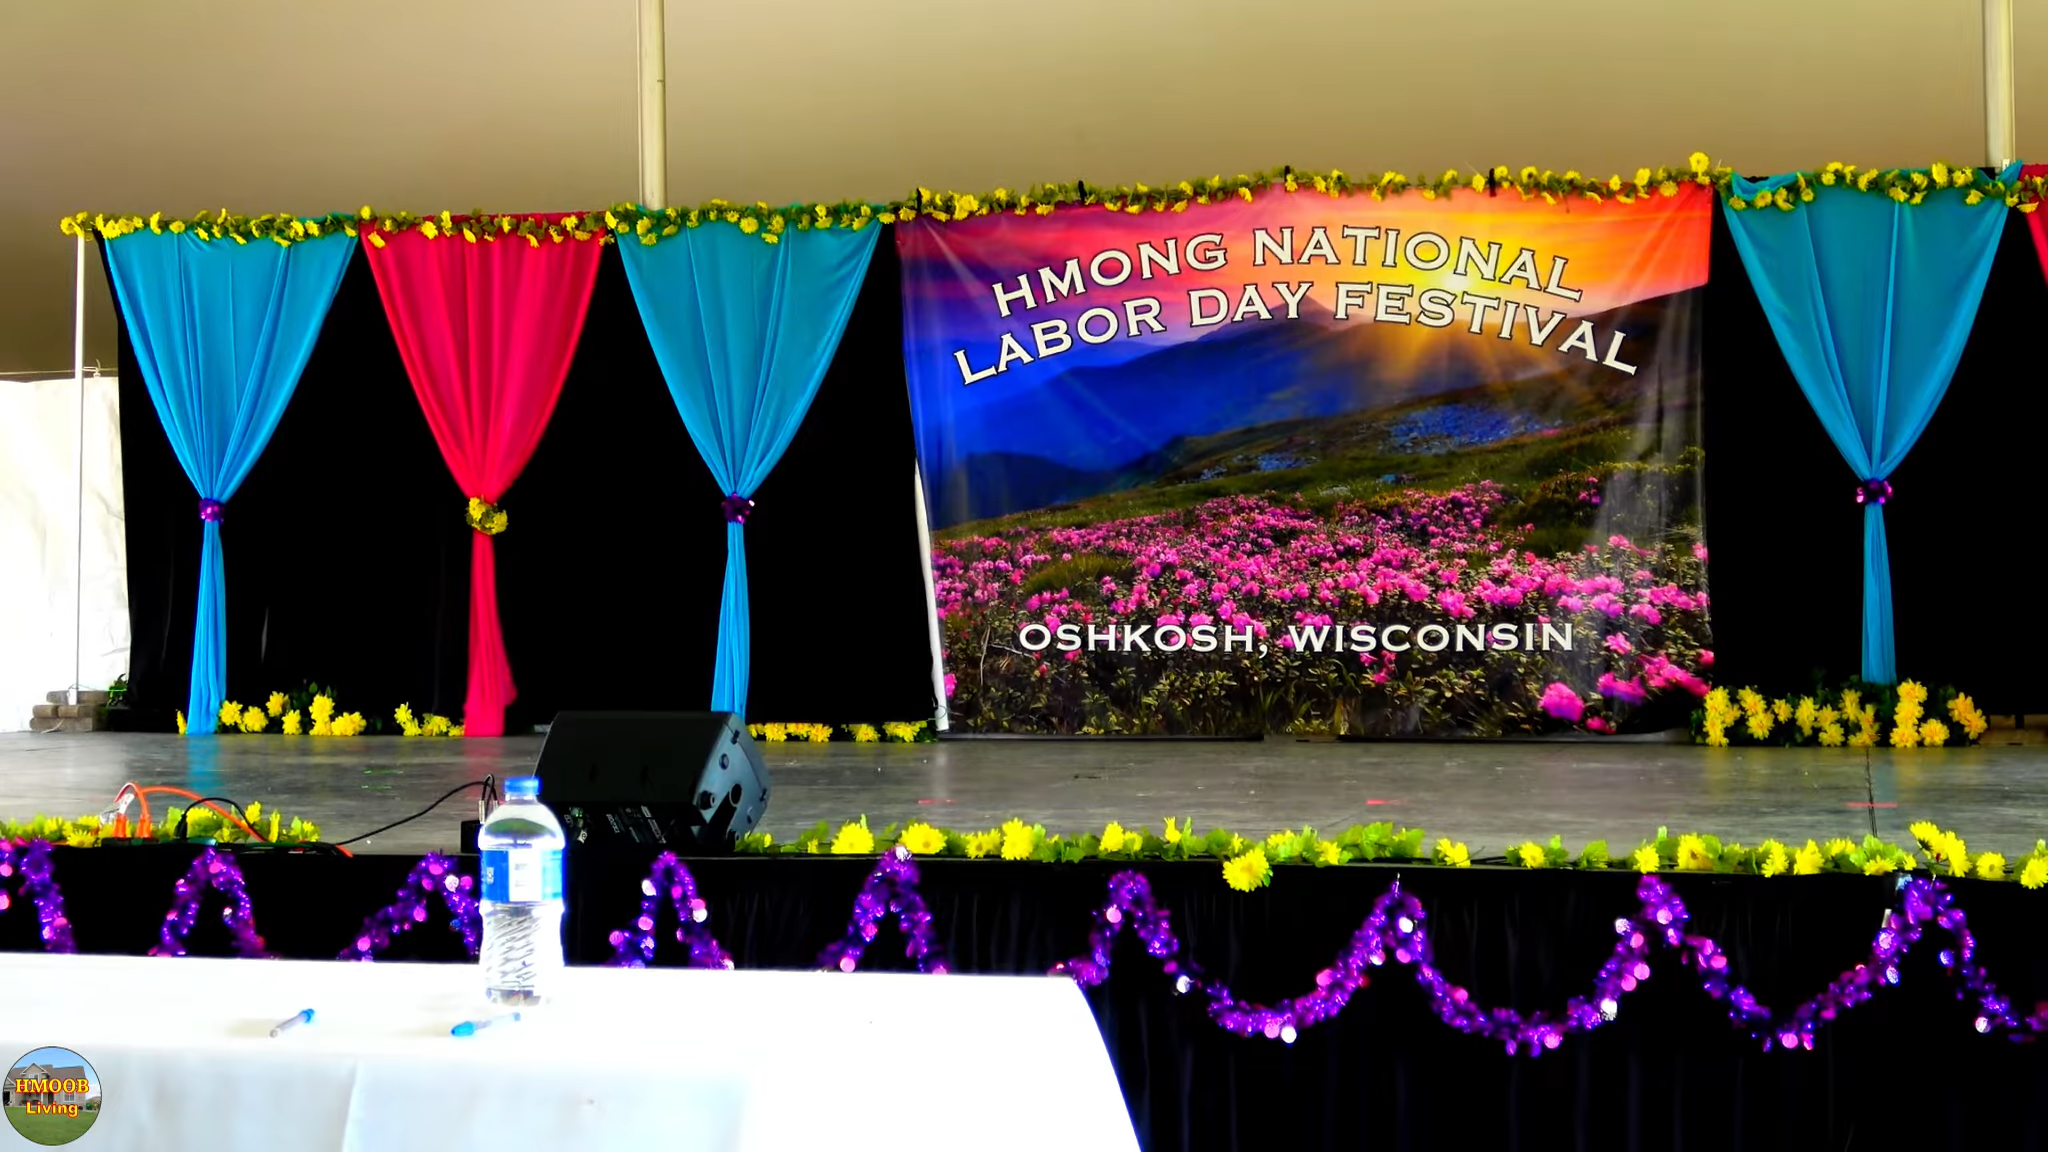 HMONG NATIONAL
LABOR DAY FESTIVAL
OSHKOSH, WISCONSIN
HMOOB
Living